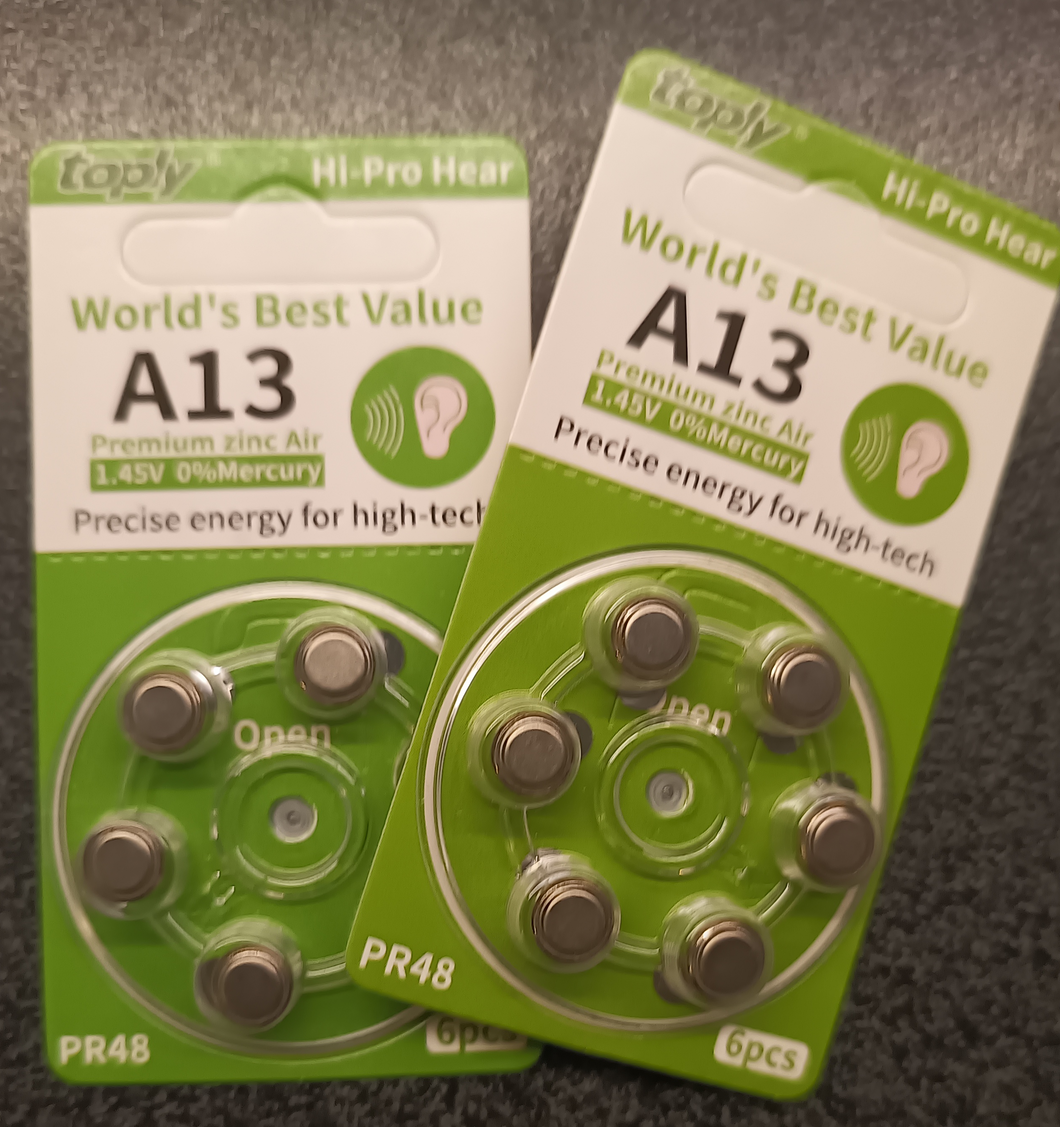 toply Hi-Pro Hear
World's Best Value
A13
Premium zinc Air
1.45V 0%Mercury
Precise energy for high-tech
Open
PR48
6pcs
toply Hi-Pro Hear
World's Best Value
A13
Premium zinc Air
1.45V 0%Mercury
Precise energy for high-tech
Open
PR48
6pcs